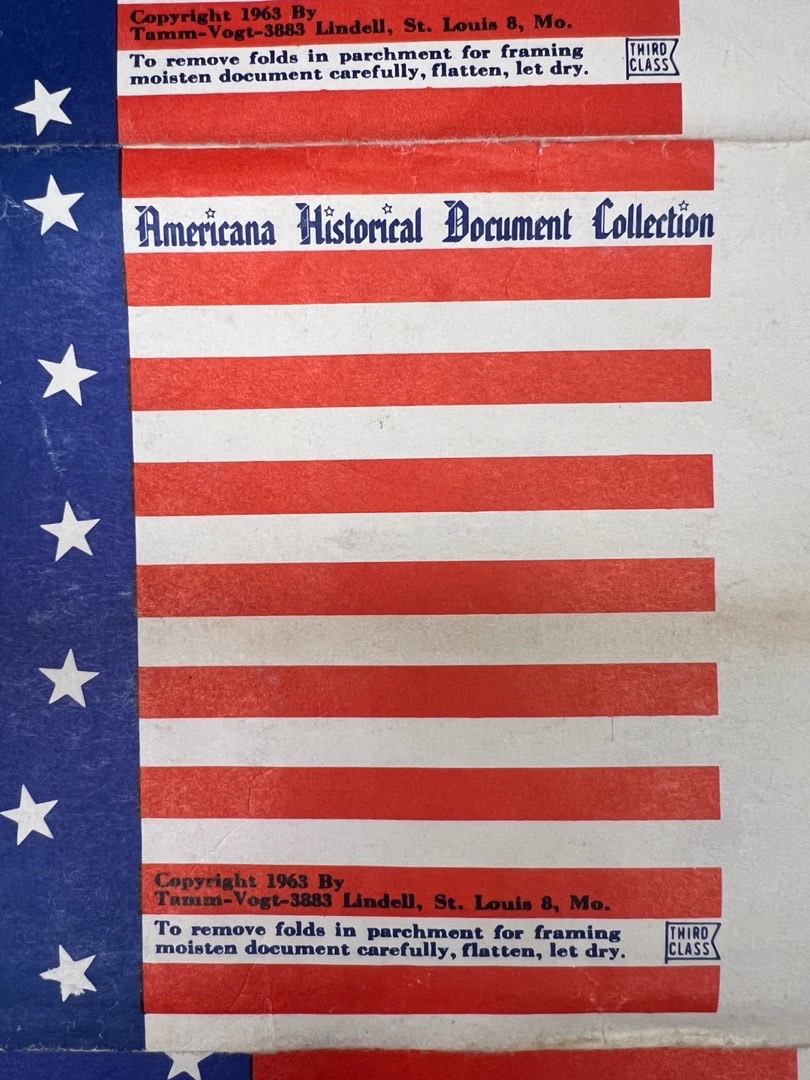 Copyright 1963 By
Tamm-Vogt-3883 Lindell, St. Louis 8, Mo.
To remove folds in parchment for framing
moisten document carefully, flatten, let dry.
THIRD
CLASS
Americana Historical Document Collection
Copyright 1963 By
Tamm-Vogt-3883 Lindell, St. Louis 8, Mo.
To remove folds in parchment for framing
moisten document carefully, flatten, let dry.
THIRD
CLASS